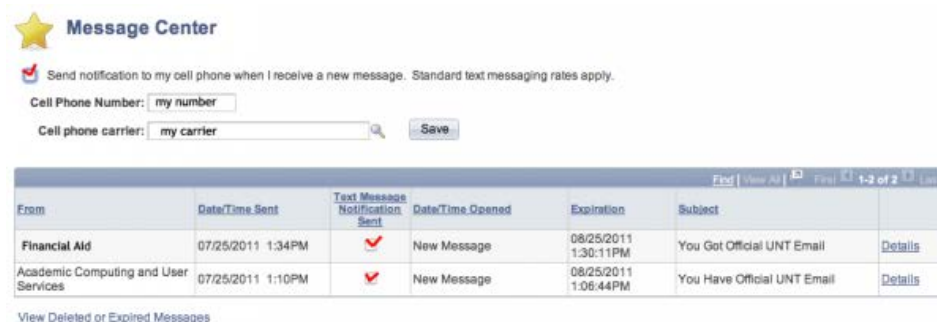 Message Center
Send notification to my cell phone when I receive a new message. Standard text messaging rates apply.
Cell Phone Number: my number
Cell phone carrier: my carrier Save
Find | View All | First 1-2 of 2
From Date/Time Sent Text Message Notification Sent Date/Time Opened Expiration Subject
Financial Aid 07/25/2011 1:34PM New Message 08/25/2011 1:30:11PM You Got Official UNT Email Details
Academic Computing and User Services 07/25/2011 1:10PM New Message 08/25/2011 1:06:44PM You Have Official UNT Email Details
View Deleted or Expired Messages